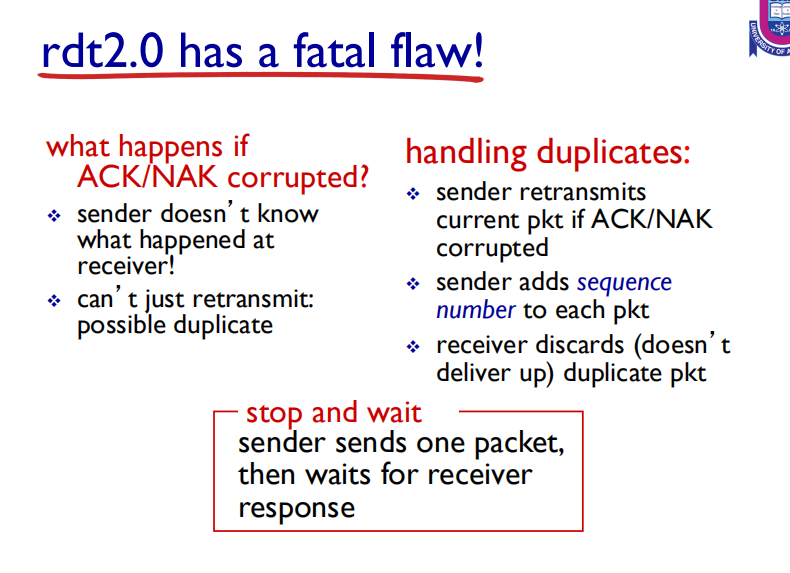 rdt2.0 has a fatal flaw!
what happens if
ACK/NAK corrupted?
sender doesn’t know
what happened at
receiver!
can’t just retransmit:
possible duplicate
handling duplicates:
sender retransmits
current pkt if ACK/NAK
corrupted
sender adds sequence
number to each pkt
receiver discards (doesn’t
deliver up) duplicate pkt
stop and wait
sender sends one packet,
then waits for receiver
response